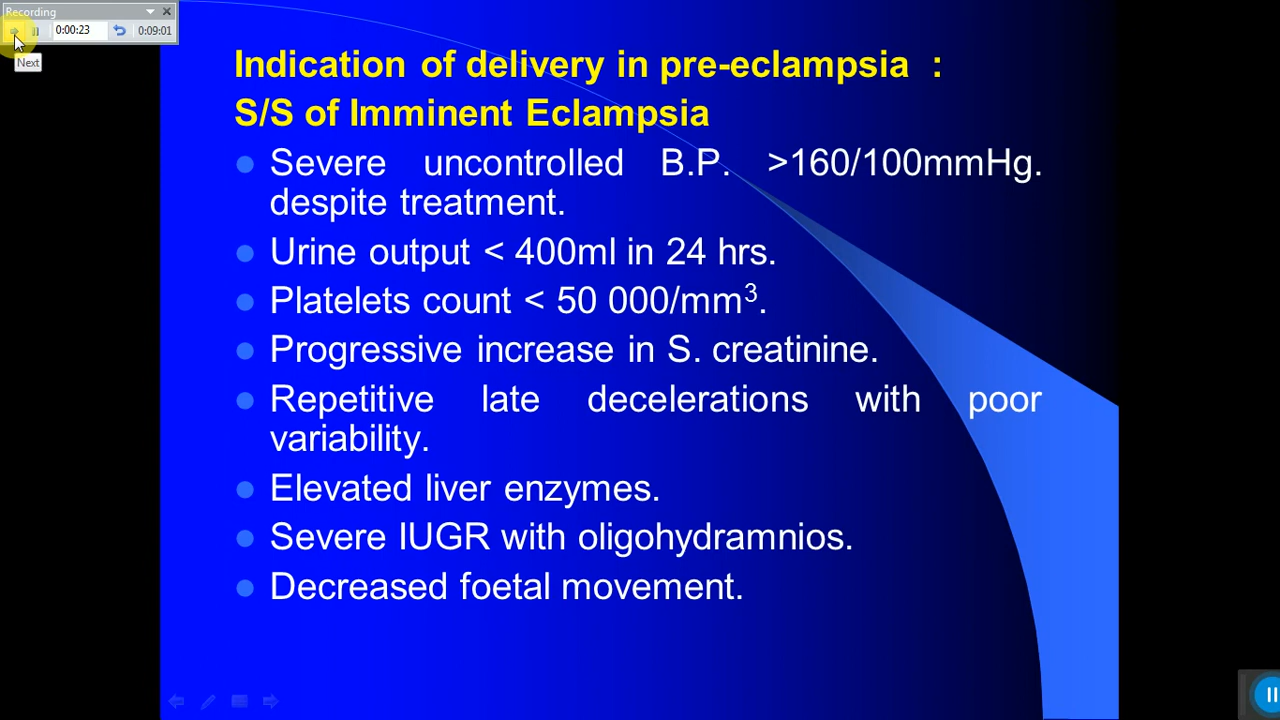 Recording
0:00:23 0:09:01
Next
Indication of delivery in pre-eclampsia :
S/S of Imminent Eclampsia
Severe uncontrolled B.P. >160/100mmHg.
despite treatment.
Urine output < 400ml in 24 hrs.
Platelets count < 50 000/mm³.
Progressive increase in S. creatinine.
Repetitive late decelerations with poor
variability.
Elevated liver enzymes.
Severe IUGR with oligohydramnios.
Decreased foetal movement.